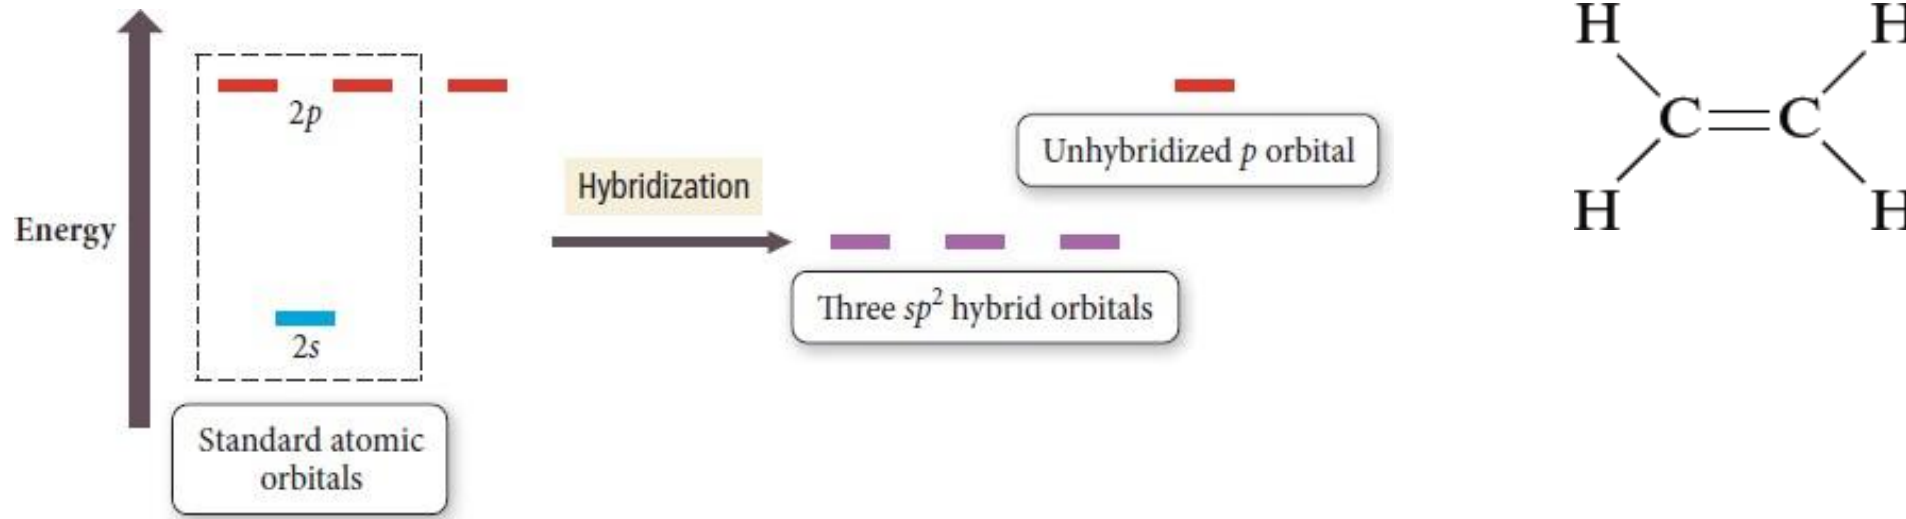 Energy
2p
2s
Standard atomic
orbitals
Hybridization
Unhybridized p orbital
Three sp² hybrid orbitals
H H
C=C
H H